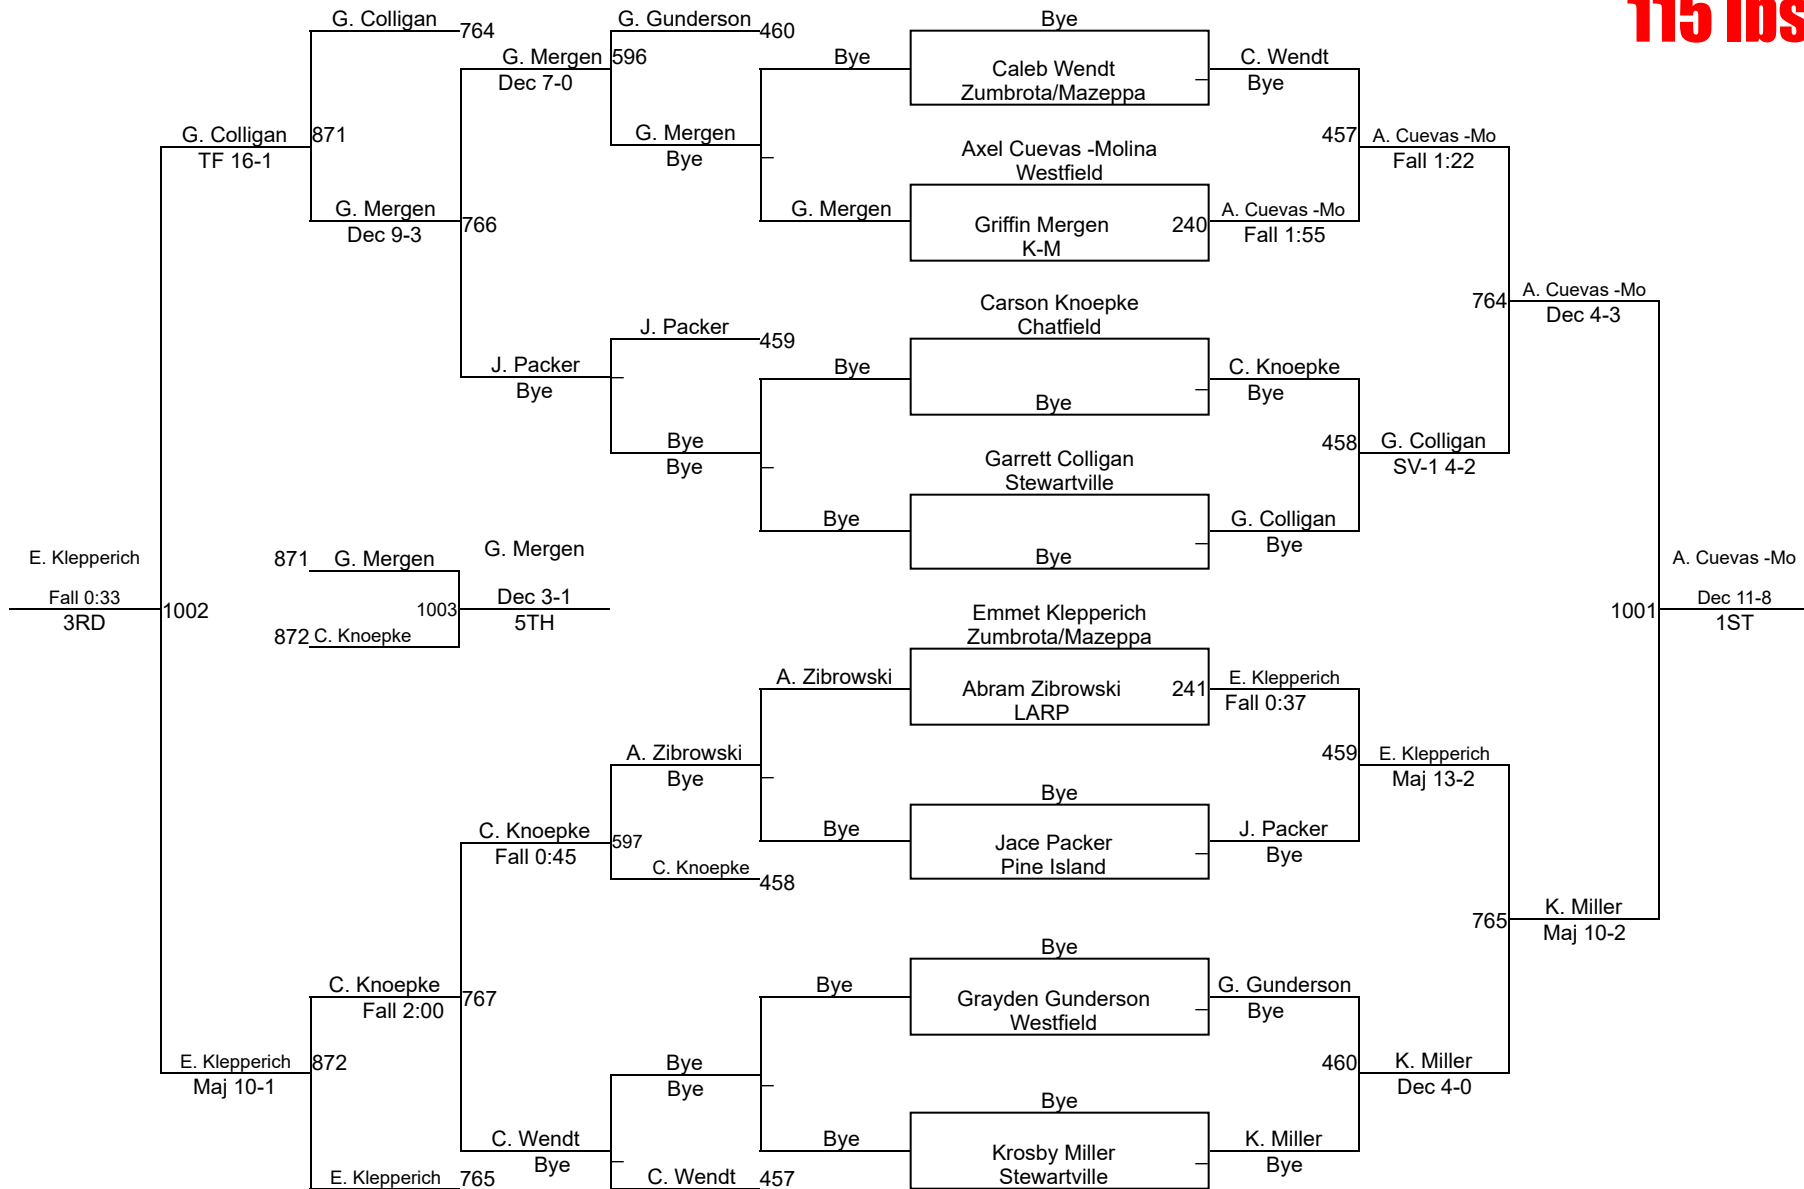 115 lbs
G. Colligan
764
G. Gunderson
460
Bye
G. Mergen
596
Dec 7-0
Bye
Caleb Wendt
Zumbrota/Mazeppa
C. Wendt
Bye
G. Colligan
871
TF 16-1
G. Mergen
Bye
457
A. Cuevas -Mo
Fall 1:22
Axel Cuevas -Molina
Westfield
G. Mergen
Dec 9-3
766
G. Mergen
Griffin Mergen
240
K-M
A. Cuevas -Mo
Fall 1:55
764
A. Cuevas -Mo
Dec 4-3
Carson Knoepke
Chatfield
J. Packer
459
J. Packer
Bye
Bye
Bye
C. Knoepke
Bye
Bye
Bye
458
G. Colligan
SV-1 4-2
Garrett Colligan
Stewartville
Bye
Bye
G. Colligan
Bye
E. Klepperich
Fall 0:33
3RD
1002
871
G. Mergen
872
C. Knoepke
1003
G. Mergen
Dec 3-1
5TH
1001
A. Cuevas -Mo
Dec 11-8
1ST
Emmet Klepperich
Zumbrota/Mazeppa
A. Zibrowski
Abram Zibrowski
241
LARP
E. Klepperich
Fall 0:37
A. Zibrowski
Bye
459
E. Klepperich
Maj 13-2
Bye
C. Knoepke
597
Fall 0:45
Bye
Jace Packer
Pine Island
J. Packer
Bye
C. Knoepke
458
765
K. Miller
Maj 10-2
Bye
C. Knoepke
767
Fall 2:00
Bye
Grayden Gunderson
Westfield
G. Gunderson
Bye
E. Klepperich
872
Maj 10-1
Bye
Bye
460
K. Miller
Dec 4-0
Bye
C. Wendt
Bye
Bye
Krosby Miller
Stewartville
K. Miller
Bye
E. Klepperich
765
C. Wendt
457